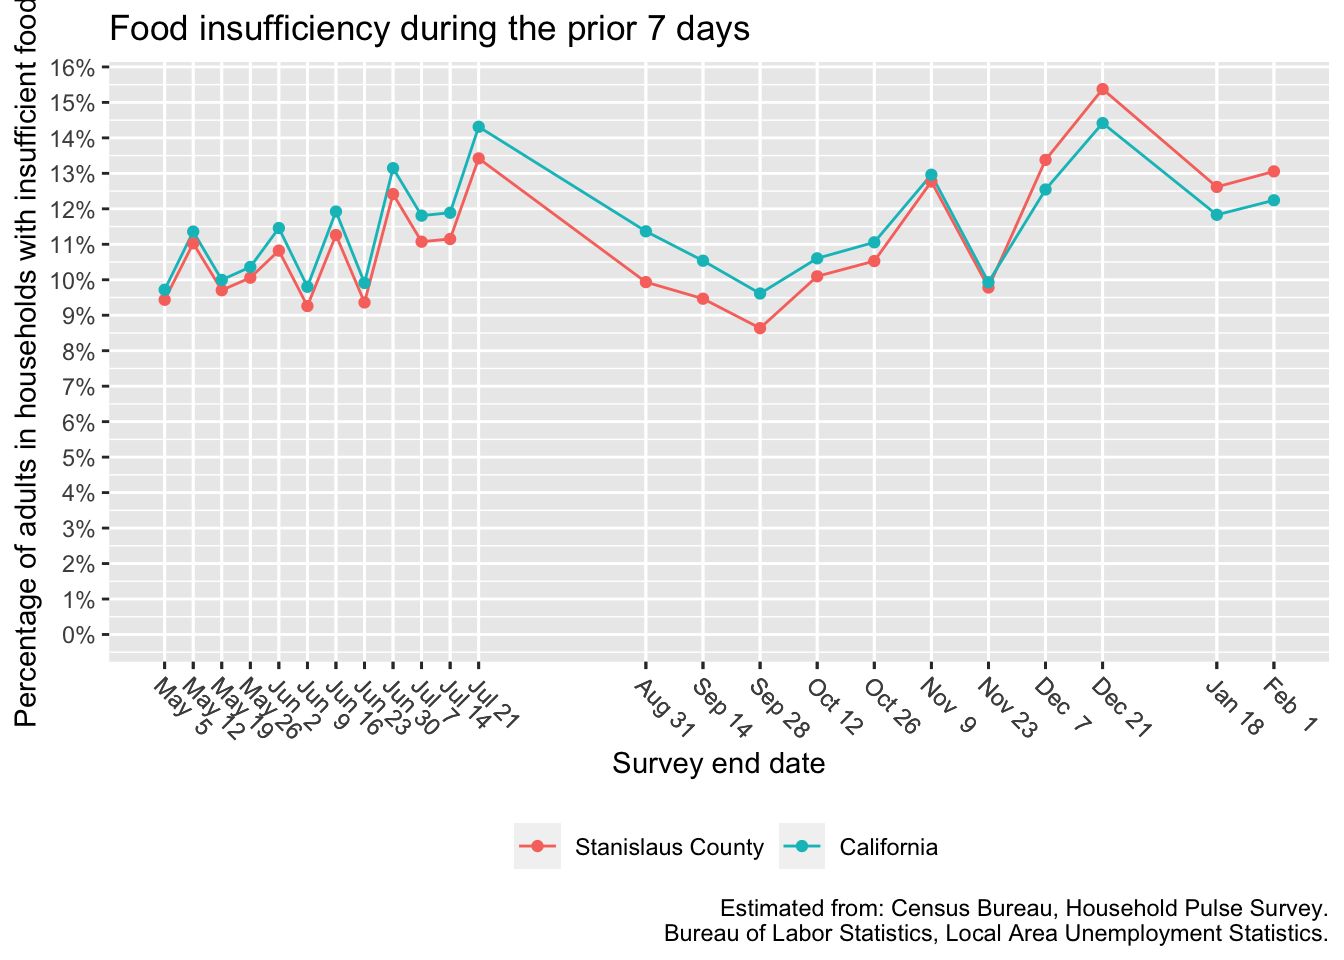 Food insufficiency during the prior 7 days
Percentage of adults in households with insufficient food
16%
15%
14%
13%
12%
11%
10%
9%
8%
7%
6%
5%
4%
3%
2%
1%
0%
May 5
May 12
May 19
May 26
Jun 2
Jun 9
Jun 16
Jun 23
Jun 30
Jul 7
Jul 14
Jul 21
Aug 31
Sep 14
Sep 28
Oct 12
Oct 26
Nov 9
Nov 23
Dec 7
Dec 21
Jan 18
Feb 1
Survey end date
Stanislaus County
California
Estimated from: Census Bureau, Household Pulse Survey.
Bureau of Labor Statistics, Local Area Unemployment Statistics.